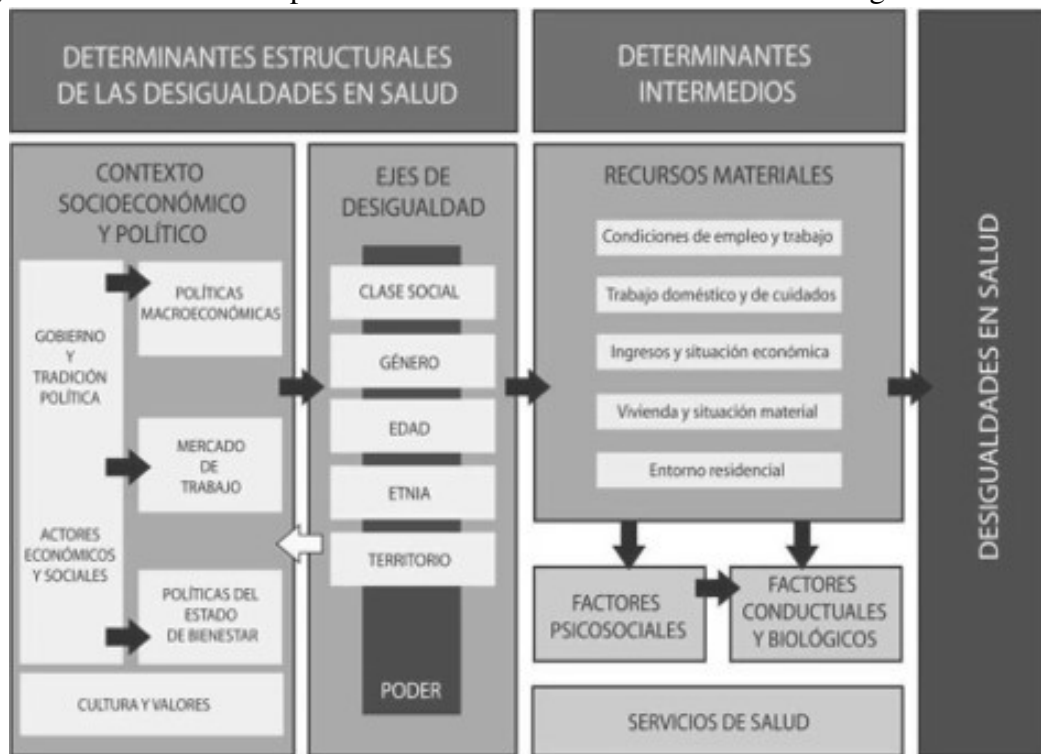 DETERMINANTES ESTRUCTURALES
DE LAS DESIGUALDADES EN SALUD
DETERMINANTES
INTERMEDIOS
CONTEXTO
SOCIOECONÓMICO
Y POLÍTICO
GOBIERNO
Y
TRADICIÓN
POLÍTICA
ACTORES
ECONÓMICOS
Y SOCIALES
POLÍTICAS
MACROECONÓMICAS
MERCADO
DE
TRABAJO
POLÍTICAS DEL
ESTADO
DE BIENESTAR
CULTURA Y VALORES
EJES DE
DESIGUALDAD
CLASE SOCIAL
GÉNERO
EDAD
ETNIA
TERRITORIO
PODER
RECURSOS MATERIALES
Condiciones de empleo y trabajo
Trabajo doméstico y de cuidados
Ingresos y situación económica
Vivienda y situación material
Entorno residencial
FACTORES
PSICOSOCIALES
FACTORES
CONDUCTUALES
Y BIOLÓGICOS
SERVICIOS DE SALUD
DESIGUALDADES EN SALUD